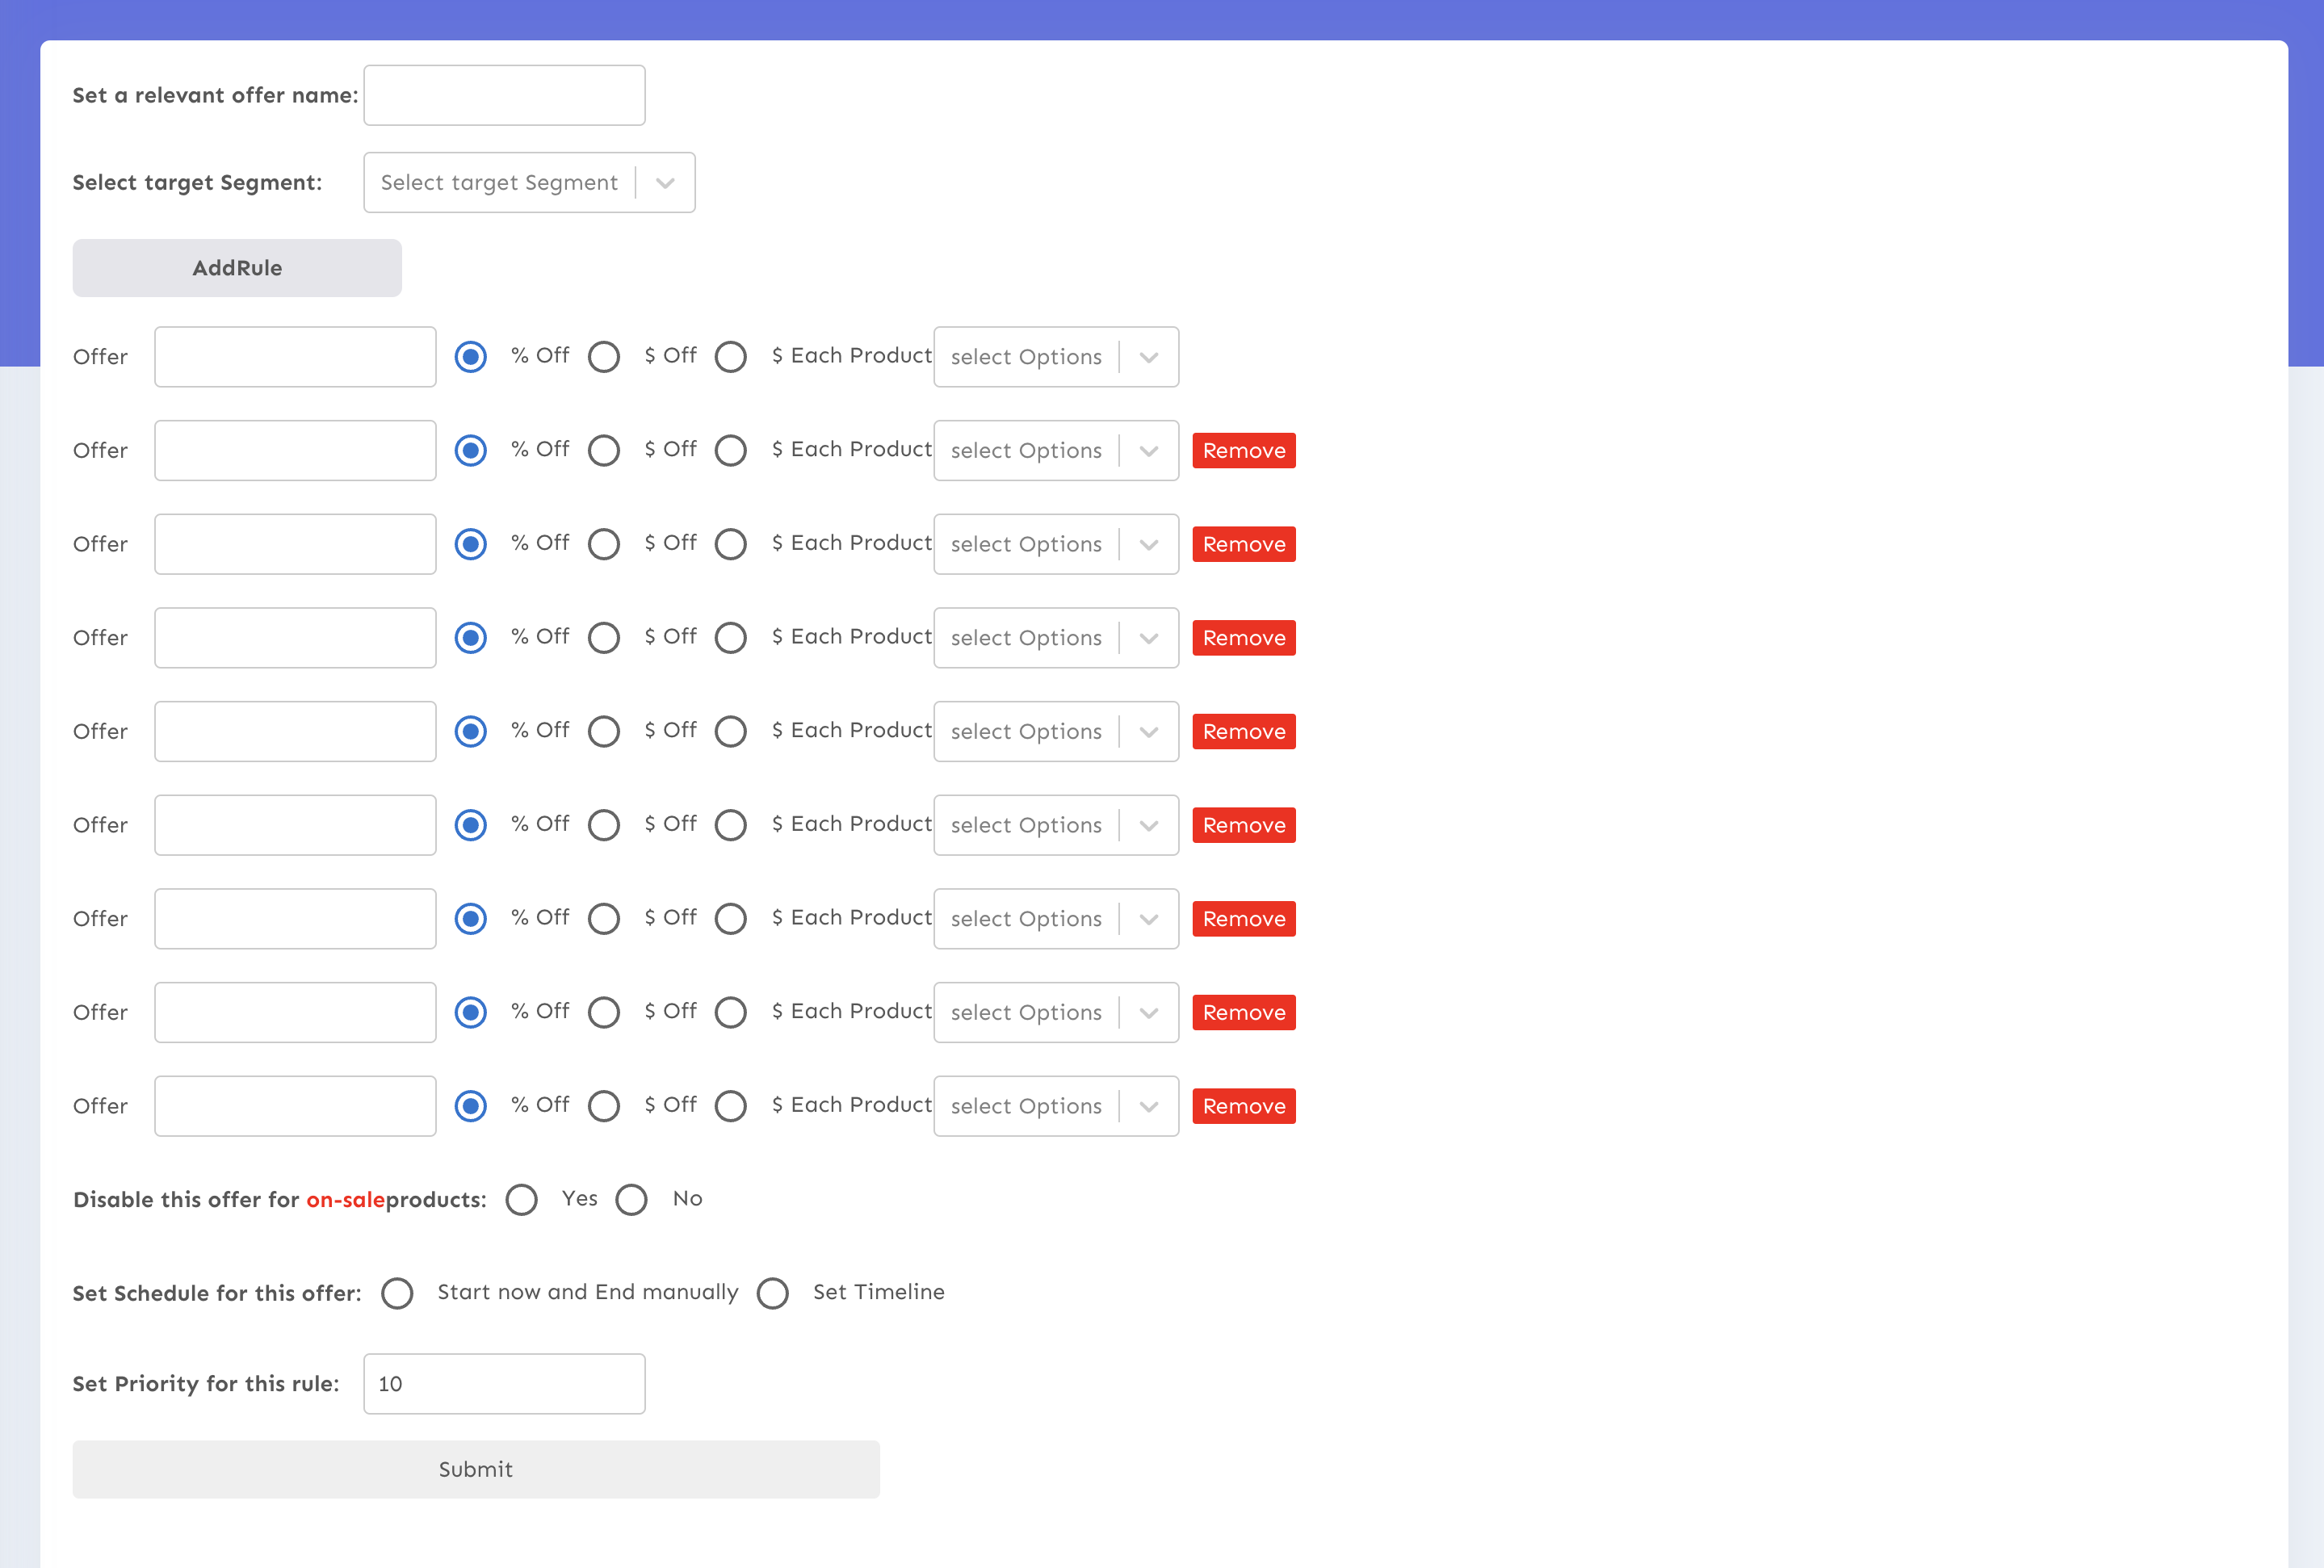 Set a relevant offer name:
Select target Segment: Select target Segment
AddRule
Offer % Off $ Off $ Each Product select Options
Offer % Off $ Off $ Each Product select Options Remove
Offer % Off $ Off $ Each Product select Options Remove
Offer % Off $ Off $ Each Product select Options Remove
Offer % Off $ Off $ Each Product select Options Remove
Offer % Off $ Off $ Each Product select Options Remove
Offer % Off $ Off $ Each Product select Options Remove
Offer % Off $ Off $ Each Product select Options Remove
Offer % Off $ Off $ Each Product select Options Remove
Disable this offer for on-saleproducts: Yes No
Set Schedule for this offer: Start now and End manually Set Timeline
Set Priority for this rule: 10
Submit